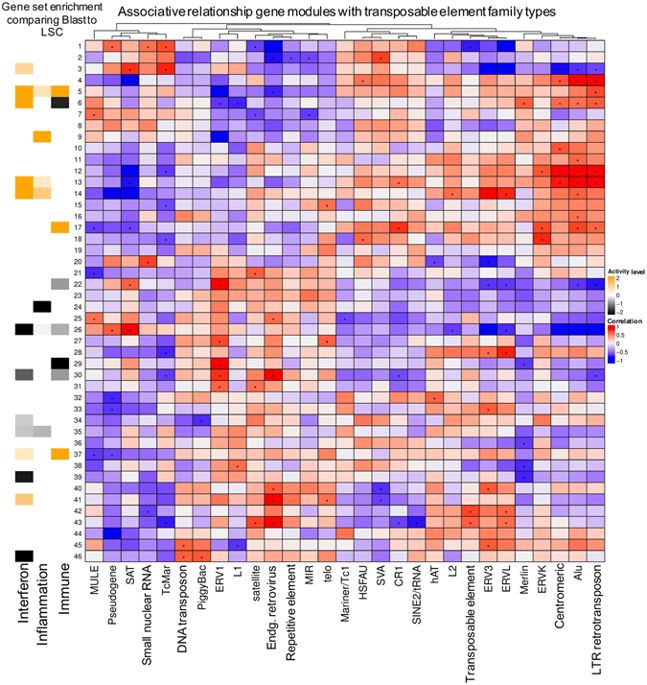 Gene set enrichment
comparing Blast to
LSC
Associative relationship gene modules with transposable element family types
1
2
3
4
5
6
7
8
9
10
11
12
13
14
15
16
17
18
19
20
21
22
23
24
25
26
27
28
29
30
31
32
33
34
35
36
37
38
39
40
41
42
43
44
45
46
Activity level
2
1
0
-1
-2
Correlation
1
0.5
0
-0.5
-1
Interferon
Inflammation
Immune
MULE
Pseudogene
SAT
Small nuclear RNA
TcMar
DNA transposon
PiggyBac
ERV1
L1
satellite
Endg. retrovirus
Repetitive element
MIR
telo
Mariner/Tc1
HSFAU
SVA
CR1
SINE2/tRNA
hAT
L2
Transposable element
ERV3
ERVL
Merlin
ERVK
Centromeric
Alu
LTR retrotransposon